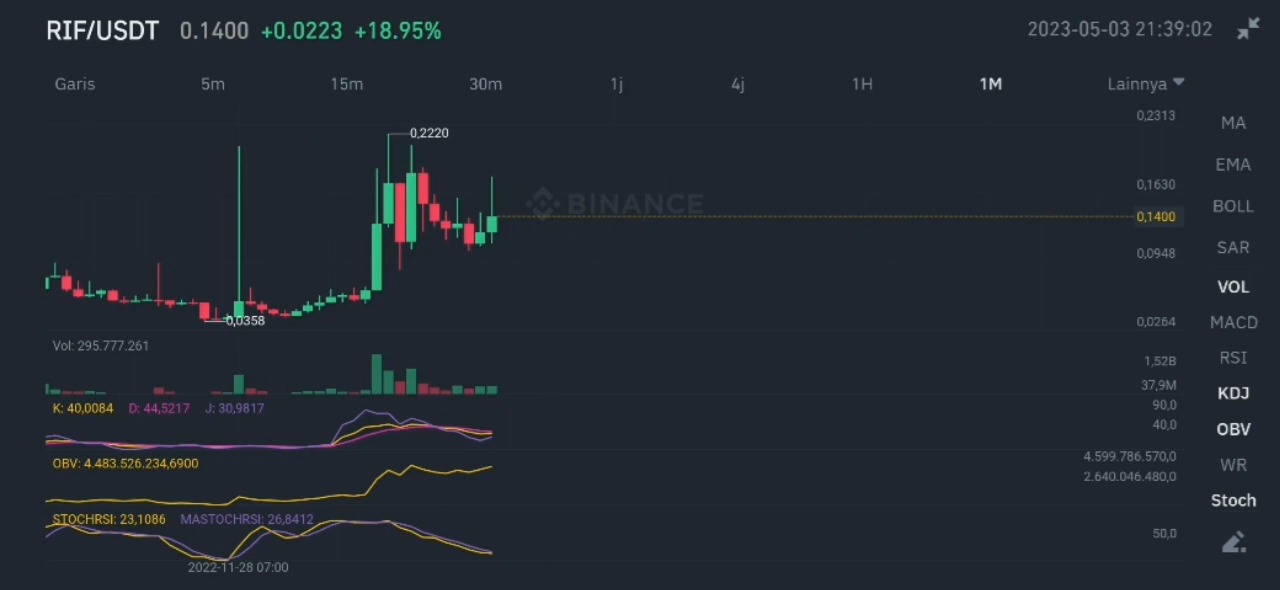 RIF/USDT 0.1400 +0.0223 +18.95% 2023-05-03 21:39:02
Garis 5m 15m 30m 1j 4j 1H 1M Lainnya
0,2313
MA
0,2220
EMA
0,1630
BINANCE
BOLL
0,1400
SAR
0,0948
VOL
0,0358
0,0264
MACD
Vol: 295.777.261
RSI
1,52B
37,9M
KDJ
K: 40,0084 D: 44,5217 J: 30,9817
90,0
40,0
OBV
OBV: 4.483.526.234,6900
4.599.786.570,0
WR
2.640.046.480,0
Stoch
STOCHRSI: 23,1086 MASTOCHRSI: 26,8412
50,0
2022-11-28 07:00